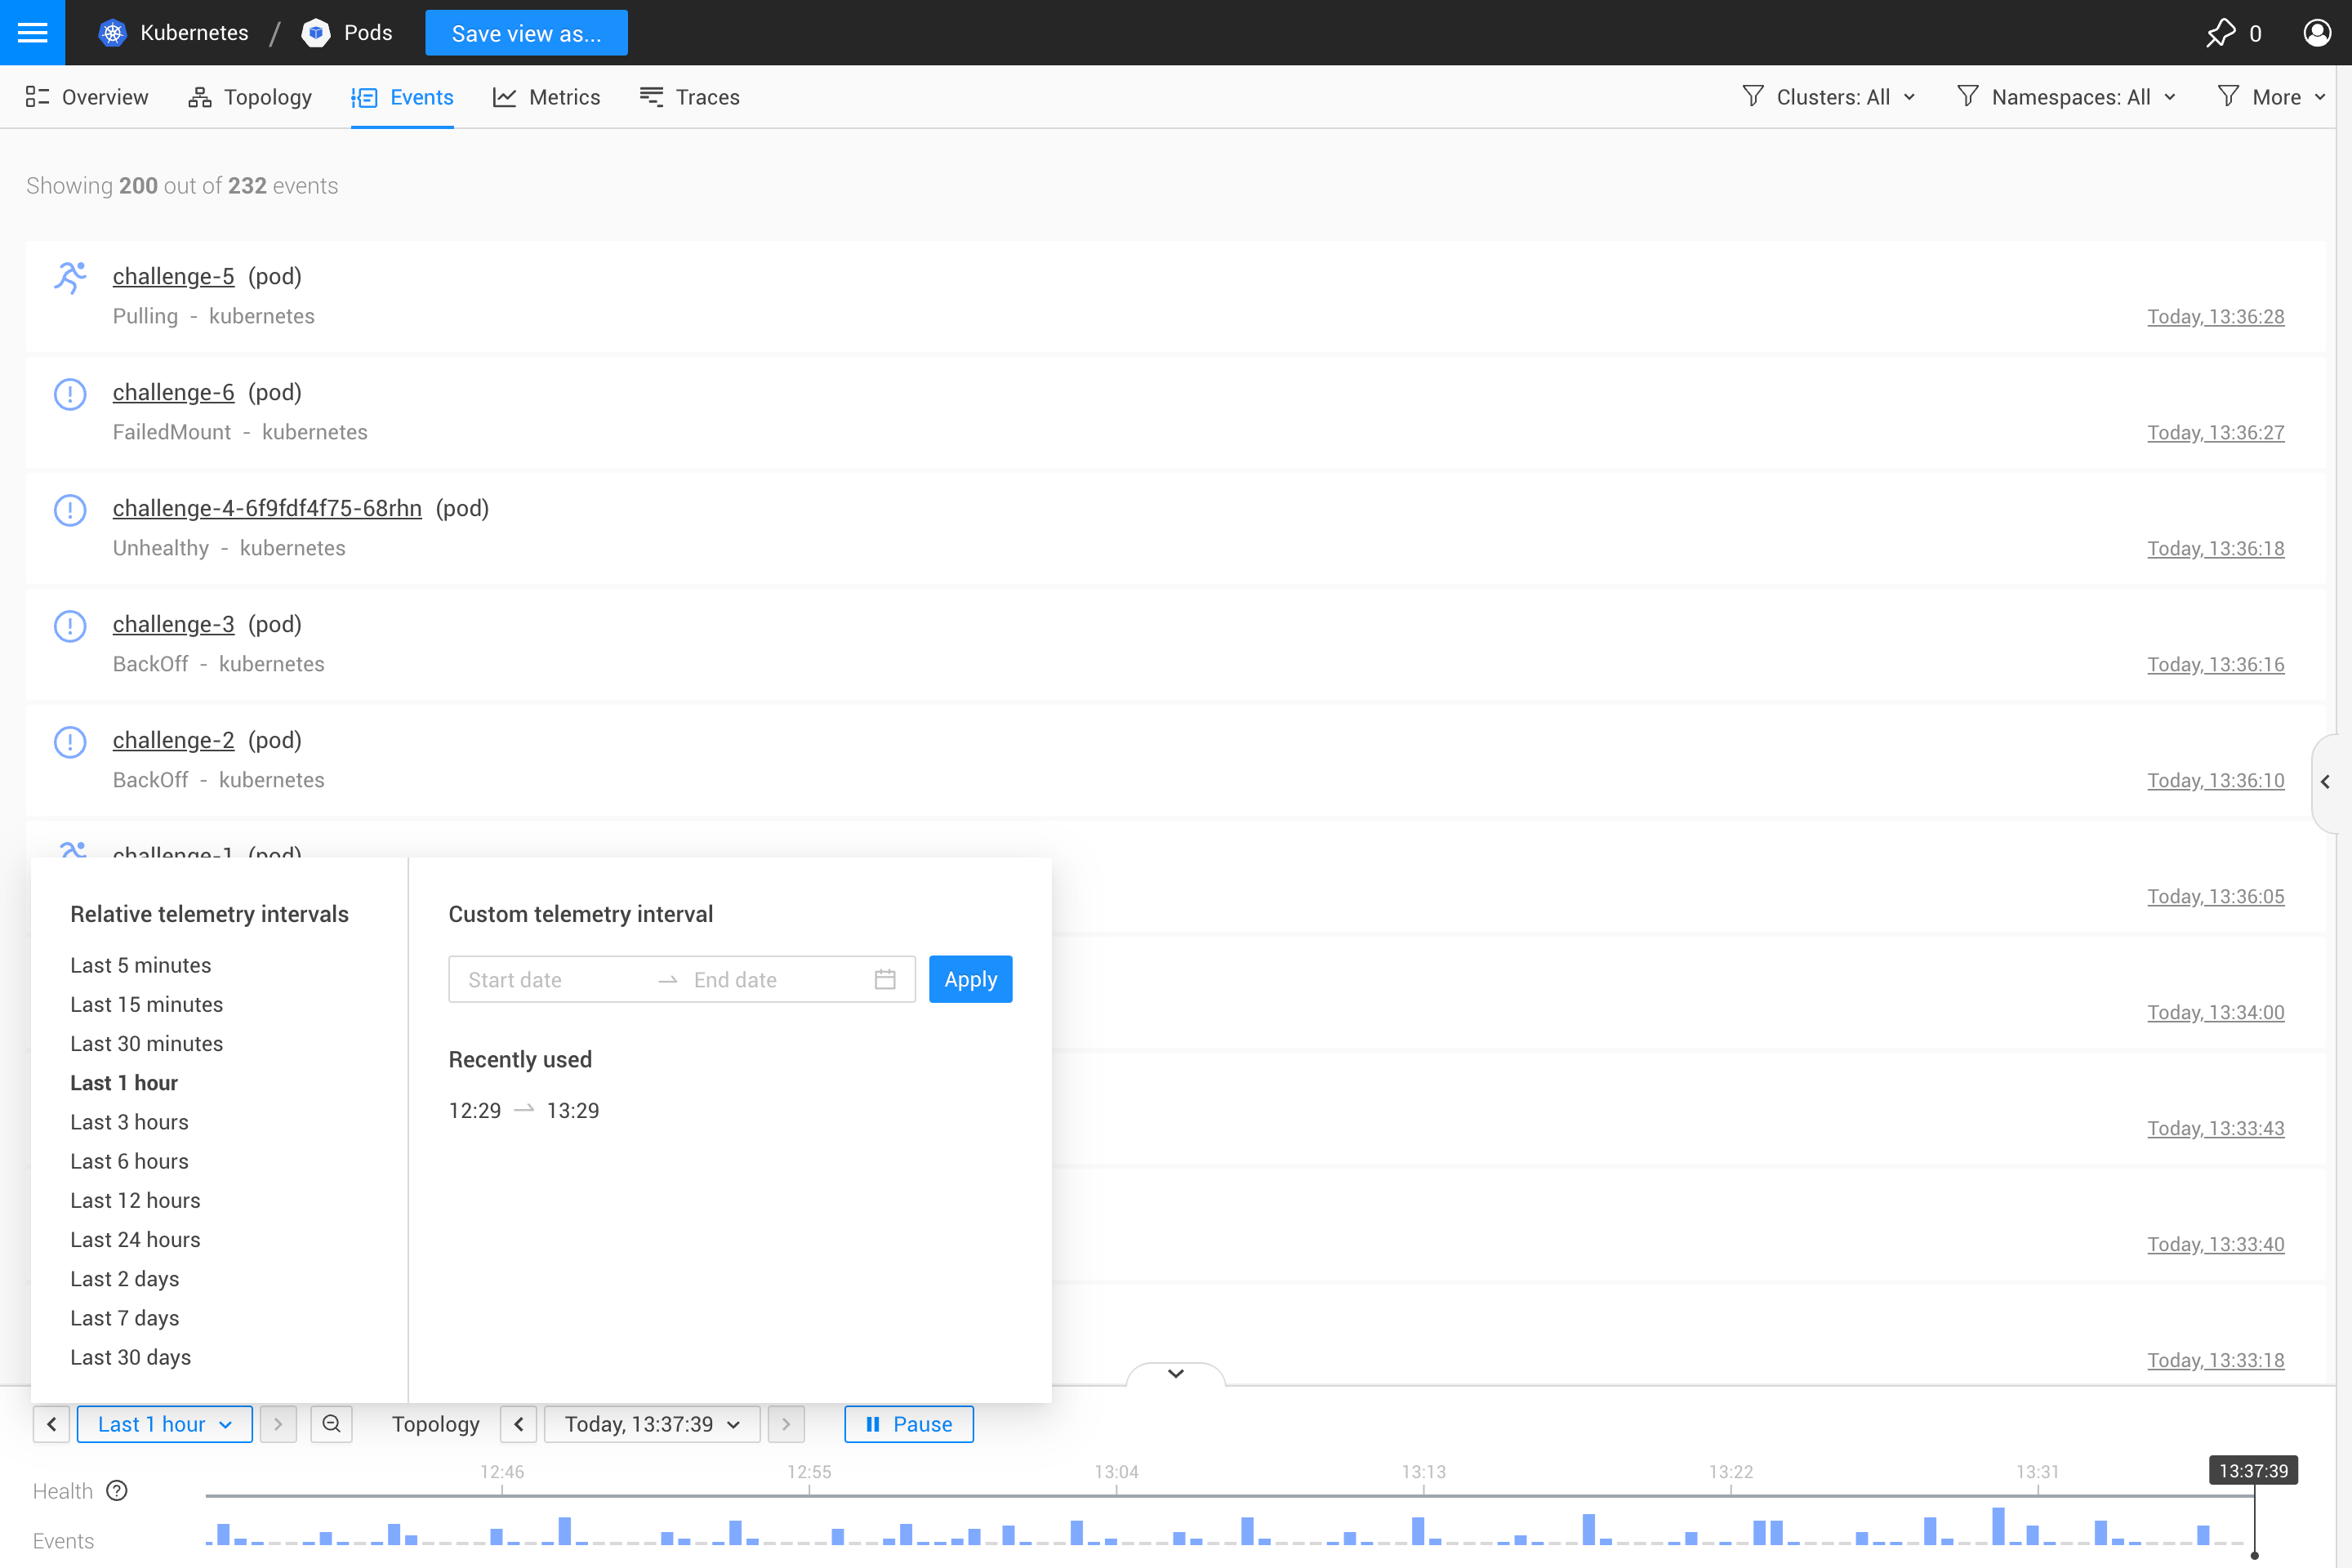 Kubernetes / Pods Save view as... 0
Overview Topology Events Metrics Traces Clusters: All Namespaces: All More
Showing 200 out of 232 events
challenge-5 (pod)
Pulling - kubernetes Today, 13:36:28
challenge-6 (pod)
FailedMount - kubernetes Today, 13:36:27
challenge-4-6f9fdf4f75-68rhn (pod)
Unhealthy - kubernetes Today, 13:36:18
challenge-3 (pod)
BackOff - kubernetes Today, 13:36:16
challenge-2 (pod)
BackOff - kubernetes Today, 13:36:10
challenge-1 (pod)
Today, 13:36:05
Today, 13:34:00
Today, 13:33:43
Today, 13:33:40
Today, 13:33:18
Relative telemetry intervals
Last 5 minutes
Last 15 minutes
Last 30 minutes
Last 1 hour
Last 3 hours
Last 6 hours
Last 12 hours
Last 24 hours
Last 2 days
Last 7 days
Last 30 days
Custom telemetry interval
Start date → End date Apply
Recently used
12:29 → 13:29
Last 1 hour Topology Today, 13:37:39 Pause
12:46 12:55 13:04 13:13 13:22 13:31 13:37:39
Health ?
Events